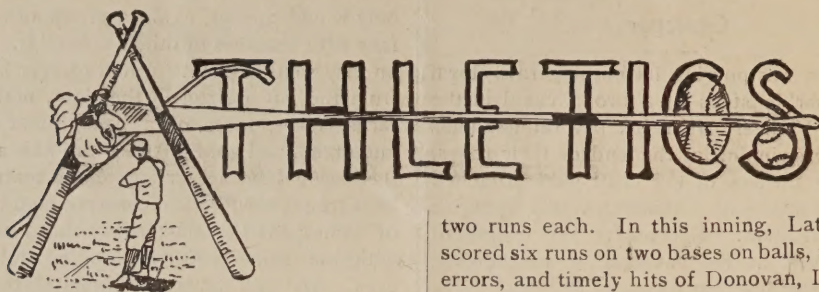 ATHLETICS
two runs each. In this inning, Lat
scored six runs on two bases on balls,
errors, and timely hits of Donovan,